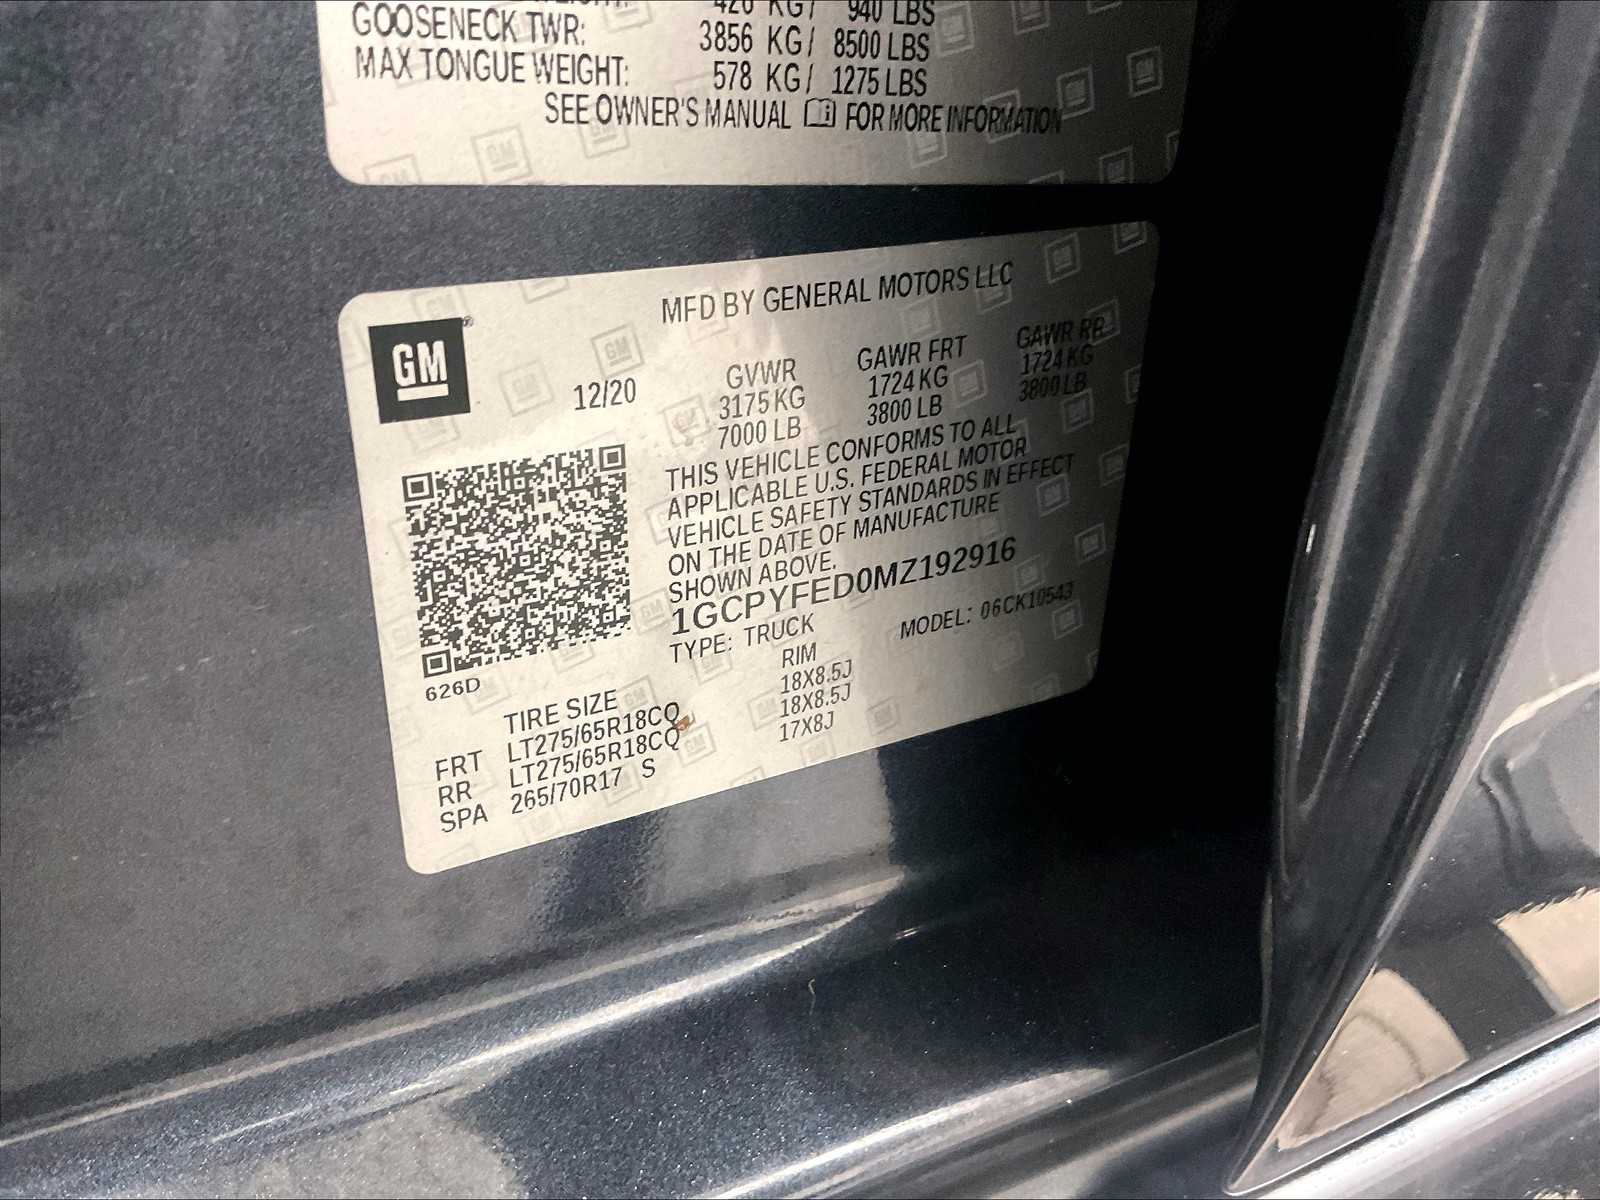 420 KG / 940 LBS
GOOSENECK TWR: 3856 KG / 8500 LBS
MAX TONGUE WEIGHT: 578 KG / 1275 LBS
SEE OWNER'S MANUAL FOR MORE INFORMATION
MFD BY GENERAL MOTORS LLC
GM
12/20
GVWR GAWR FRT GAWR RR
3175 KG 1724 KG 1724 KG
7000 LB 3800 LB 3800 LB
THIS VEHICLE CONFORMS TO ALL
APPLICABLE U.S. FEDERAL MOTOR
VEHICLE SAFETY STANDARDS IN EFFECT
ON THE DATE OF MANUFACTURE
SHOWN ABOVE.
1GCPYFED0MZ192916
TYPE: TRUCK MODEL: 06CK10543
626D
TIRE SIZE RIM
FRT LT275/65R18CQ 18X8.5J
RR LT275/65R18CQ 18X8.5J
SPA 265/70R17 S 17X8J